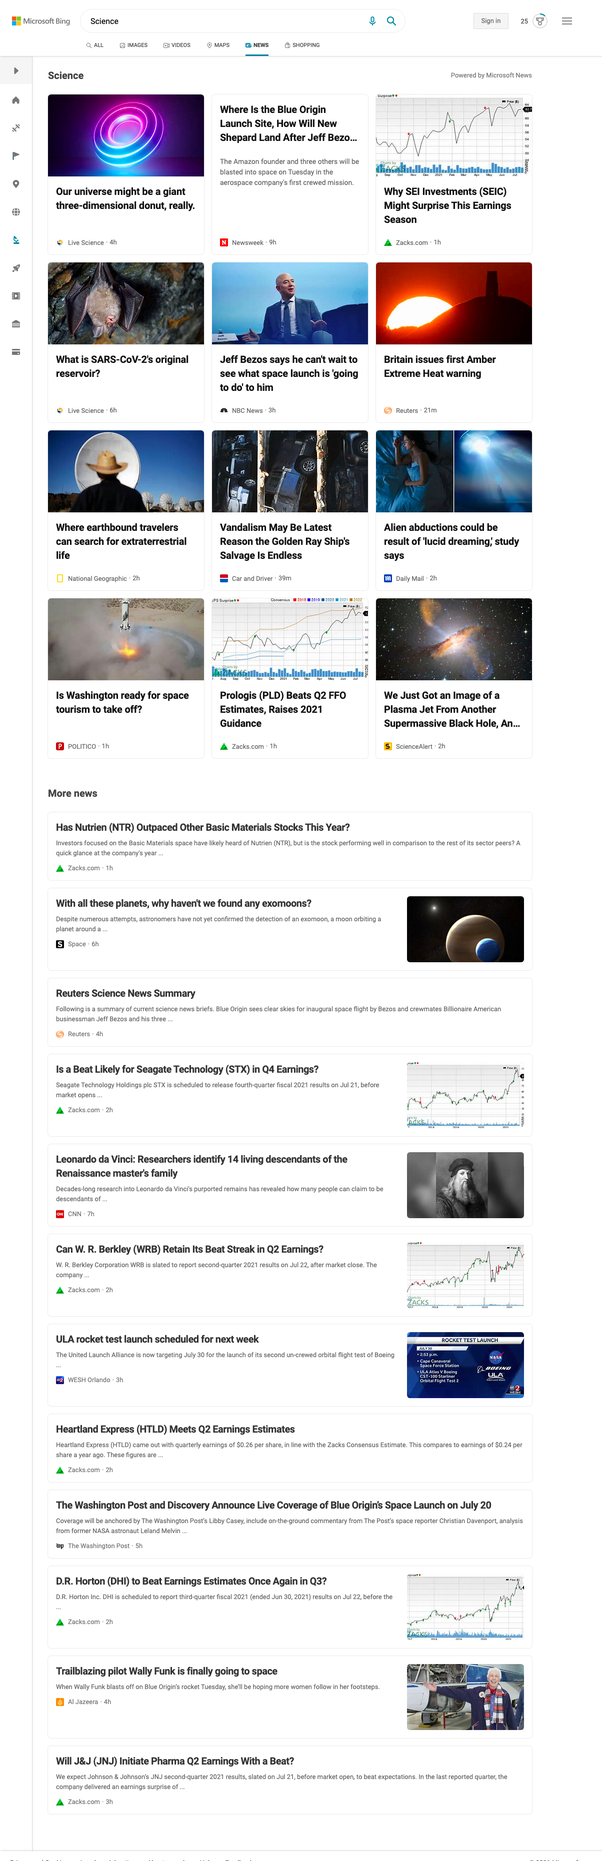 Microsoft Bing
Science
Sign in
25
ALL
IMAGES
VIDEOS
MAPS
NEWS
SHOPPING
Science
Powered by Microsoft News
Our universe might be a giant
three-dimensional donut, really.
Live Science · 4h
Where Is the Blue Origin
Launch Site, How Will New
Shepard Land After Jeff Bezo...
The Amazon founder and three others will be
blasted into space on Tuesday in the
aerospace company's first crewed mission.
Newsweek · 9h
Why SEI Investments (SEIC)
Might Surprise This Earnings
Season
Zacks.com · 1h
What is SARS-CoV-2's original
reservoir?
Live Science · 6h
Jeff Bezos says he can't wait to
see what space launch is 'going
to do' to him
NBC News · 3h
Britain issues first Amber
Extreme Heat warning
Reuters · 21m
Where earthbound travelers
can search for extraterrestrial
life
National Geographic · 2h
Vandalism May Be Latest
Reason the Golden Ray Ship's
Salvage Is Endless
Car and Driver · 39m
Alien abductions could be
result of 'lucid dreaming,' study
says
Daily Mail · 2h
Is Washington ready for space
tourism to take off?
POLITICO · 1h
Prologis (PLD) Beats Q2 FFO
Estimates, Raises 2021
Guidance
Zacks.com · 1h
We Just Got an Image of a
Plasma Jet From Another
Supermassive Black Hole, An...
ScienceAlert · 2h
More news
Has Nutrien (NTR) Outpaced Other Basic Materials Stocks This Year?
Investors focused on the Basic Materials space have likely heard of Nutrien (NTR), but is the stock performing well in comparison to the rest of its sector peers? A
quick glance at the company's year ...
Zacks.com · 1h
With all these planets, why haven't we found any exomoons?
Despite numerous attempts, astronomers have not yet confirmed the detection of an exomoon, a moon orbiting a
planet around a ...
Space · 6h
Reuters Science News Summary
Following is a summary of current science news briefs. Blue Origin sees clear skies for inaugural space flight by Bezos and crewmates Billionaire American
businessman Jeff Bezos and his three ...
Reuters · 4h
Is a Beat Likely for Seagate Technology (STX) in Q4 Earnings?
Seagate Technology Holdings plc STX is scheduled to release fourth-quarter fiscal 2021 results on Jul 21, before
market opens ...
Zacks.com · 2h
Leonardo da Vinci: Researchers identify 14 living descendants of the
Renaissance master's family
Decades-long research into Leonardo da Vinci's purported remains has revealed how many people can claim to be
descendants of ...
CNN · 7h
Can W. R. Berkley (WRB) Retain Its Beat Streak in Q2 Earnings?
W. R. Berkley Corporation WRB is slated to report second-quarter 2021 results on Jul 22, after market close. The
company ...
Zacks.com · 2h
ZACKS
ULA rocket test launch scheduled for next week
The United Launch Alliance is now targeting July 30 for the launch of its second un-crewed orbital flight test of Boeing
...
WESH Orlando · 3h
ROCKET TEST LAUNCH
JULY 30
• 2:53 p.m.
• Cape Canaveral
Space Force Station
• ULA Atlas V Boeing
CST-100 Starliner
Orbital Flight Test 2
NASA
BOEING
ULA
Heartland Express (HTLD) Meets Q2 Earnings Estimates
Heartland Express (HTLD) came out with quarterly earnings of $0.26 per share, in line with the Zacks Consensus Estimate. This compares to earnings of $0.24 per
share a year ago. These figures are ...
Zacks.com · 2h
The Washington Post and Discovery Announce Live Coverage of Blue Origin's Space Launch on July 20
Coverage will be anchored by The Washington Post's Libby Casey, include on-the-ground commentary from The Post's space reporter Christian Davenport, analysis
from former NASA astronaut Leland Melvin ...
wp The Washington Post · 5h
D.R. Horton (DHI) to Beat Earnings Estimates Once Again in Q3?
D.R. Horton Inc. DHI is scheduled to report third-quarter fiscal 2021 (ended Jun 30, 2021) results on Jul 22, before the
...
Zacks.com · 2h
Trailblazing pilot Wally Funk is finally going to space
When Wally Funk blasts off on Blue Origin's rocket Tuesday, she'll be hoping more women follow in her footsteps.
Al Jazeera · 4h
Will J&J (JNJ) Initiate Pharma Q2 Earnings With a Beat?
We expect Johnson & Johnson's JNJ second-quarter 2021 results, slated on Jul 21, before market open, to beat expectations. In the last reported quarter, the
company delivered an earnings surprise of ...
Zacks.com · 3h